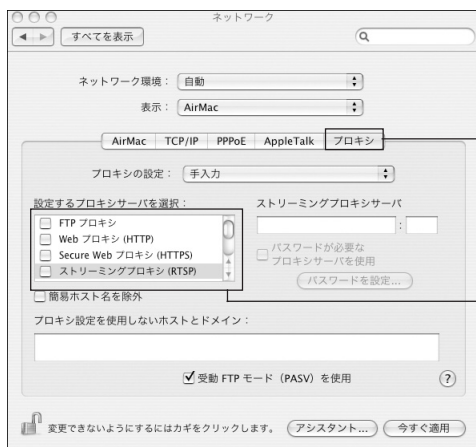 ネットワーク
すべてを表示
ネットワーク環境： 自動
表示： AirMac
AirMac TCP/IP PPPoE AppleTalk プロキシ
プロキシの設定： 手入力
設定するプロキシサーバを選択：
FTP プロキシ
Web プロキシ (HTTP)
Secure Web プロキシ (HTTPS)
ストリーミングプロキシ (RTSP)
簡易ホスト名を除外
ストリーミングプロキシサーバ
:
パスワードが必要な
プロキシサーバを使用
パスワードを設定...
プロキシ設定を使用しないホストとドメイン：
受動 FTP モード（PASV）を使用
?
変更できないようにするにはカギをクリックします。 アシスタント... 今すぐ適用